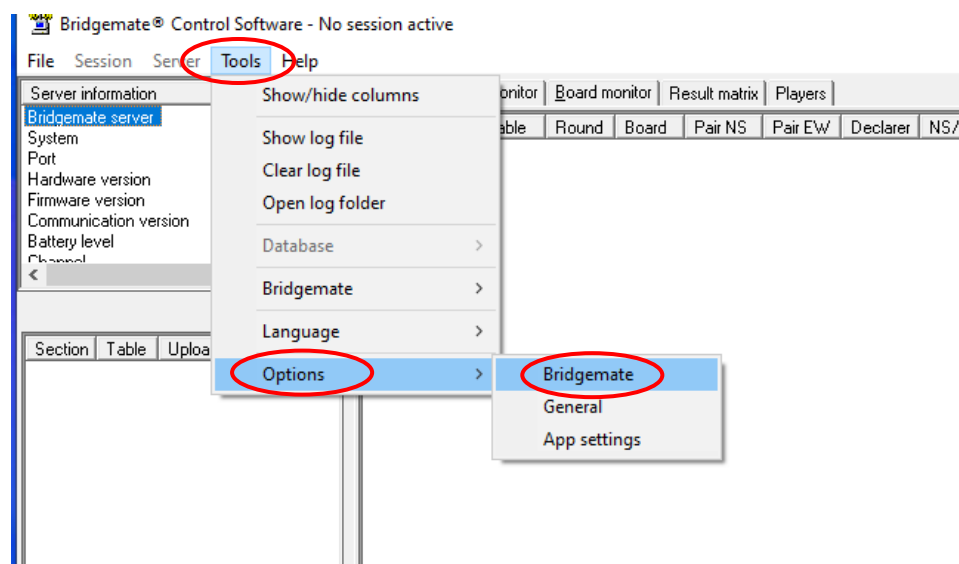 Bridgemate® Control Software - No session active
File Session Server Tools Help
Server information
Bridgemate server
System
Port
Hardware version
Firmware version
Communication version
Battery level
Channel
<
Section Table Uploa
Show/hide columns
Show log file
Clear log file
Open log folder
Database >
Bridgemate >
Language >
Options >
Bridgemate
General
App settings
onitor Board monitor Result matrix Players
able Round Board Pair NS Pair EW Declarer NS/